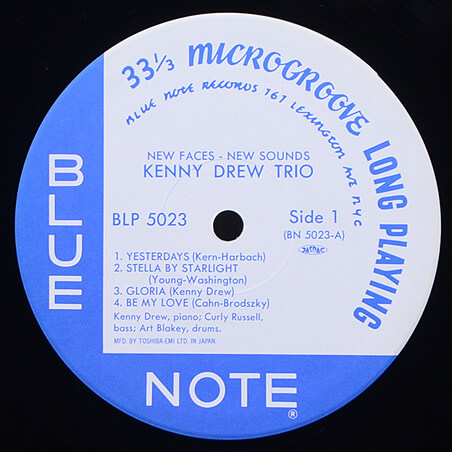 33 1/3 MICROGROOVE LONG PLAYING
BLUE NOTE RECORDS 767 LEXINGTON AVE NYC
NEW FACES - NEW SOUNDS
KENNY DREW TRIO
BLP 5023
Side 1
(BN 5023-A)
JASRAC
1. YESTERDAYS (Kern-Harbach)
2. STELLA BY STARLIGHT
(Young-Washington)
3. GLORIA (Kenny Drew)
4. BE MY LOVE (Cahn-Brodszky)
Kenny Drew, piano; Curly Russell,
bass; Art Blakey, drums.
MFD. BY TOSHIBA-EMI LTD. IN JAPAN.
BLUE
NOTE ®